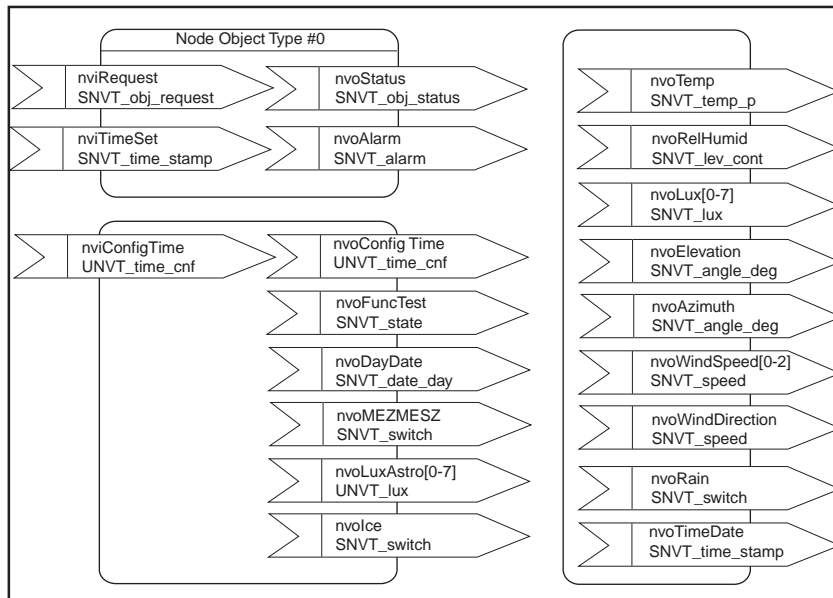 Node Object Type #0
nviRequest
SNVT_obj_request
nvoStatus
SNVT_obj_status
nviTimeSet
SNVT_time_stamp
nvoAlarm
SNVT_alarm
nviConfigTime
UNVT_time_cnf
nvoConfig Time
UNVT_time_cnf
nvoFuncTest
SNVT_state
nvoDayDate
SNVT_date_day
nvoMEZMESZ
SNVT_switch
nvoLuxAstro[0-7]
UNVT_lux
nvoIce
SNVT_switch
nvoTemp
SNVT_temp_p
nvoRelHumid
SNVT_lev_cont
nvoLux[0-7]
SNVT_lux
nvoElevation
SNVT_angle_deg
nvoAzimuth
SNVT_angle_deg
nvoWindSpeed[0-2]
SNVT_speed
nvoWindDirection
SNVT_speed
nvoRain
SNVT_switch
nvoTimeDate
SNVT_time_stamp